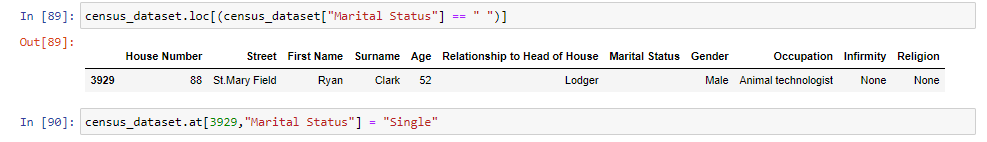 In [89]: census_dataset.loc[(census_dataset["Marital Status"] == " ")]
Out[89]:
House Number Street First Name Surname Age Relationship to Head of House Marital Status Gender Occupation Infirmity Religion
3929 88 St.Mary Field Ryan Clark 52 Lodger Male Animal technologist None None
In [90]: census_dataset.at[3929,"Marital Status"] = "Single"